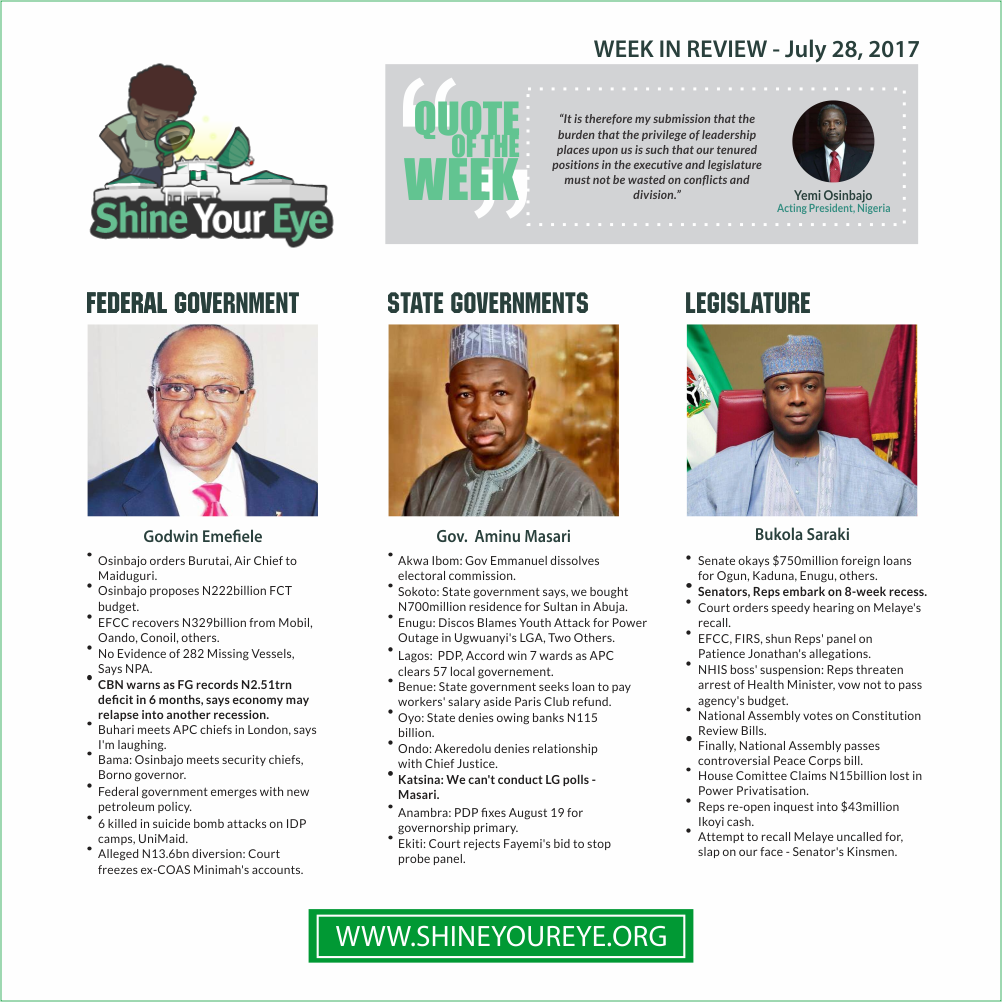 WEEK IN REVIEW - July 28, 2017
Shine Your Eye
“
QUOTE
OF THE
WEEK
”
“It is therefore my submission that the
burden that the privilege of leadership
places upon us is such that our tenured
positions in the executive and legislature
must not be wasted on conflicts and
division.”
Yemi Osinbajo
Acting President, Nigeria
FEDERAL GOVERNMENT
Godwin Emefiele
• Osinbajo orders Burutai, Air Chief to
Maiduguri.
• Osinbajo proposes N222billion FCT
budget.
• EFCC recovers N329billion from Mobil,
Oando, Conoil, others.
• No Evidence of 282 Missing Vessels,
Says NPA.
• CBN warns as FG records N2.51trn
deficit in 6 months, says economy may
relapse into another recession.
• Buhari meets APC chiefs in London, says
I'm laughing.
• Bama: Osinbajo meets security chiefs,
Borno governor.
• Federal government emerges with new
petroleum policy.
• 6 killed in suicide bomb attacks on IDP
camps, UniMaid.
• Alleged N13.6bn diversion: Court
freezes ex-COAS Minimah's accounts.
STATE GOVERNMENTS
Gov. Aminu Masari
• Akwa Ibom: Gov Emmanuel dissolves
electoral commission.
• Sokoto: State government says, we bought
N700million residence for Sultan in Abuja.
• Enugu: Discos Blames Youth Attack for Power
Outage in Ugwuanyi's LGA, Two Others.
• Lagos: PDP, Accord win 7 wards as APC
clears 57 local governement.
• Benue: State government seeks loan to pay
workers' salary aside Paris Club refund.
• Oyo: State denies owing banks N115
billion.
• Ondo: Akeredolu denies relationship
with Chief Justice.
• Katsina: We can't conduct LG polls -
Masari.
• Anambra: PDP fixes August 19 for
governorship primary.
• Ekiti: Court rejects Fayemi's bid to stop
probe panel.
LEGISLATURE
Bukola Saraki
• Senate okays $750million foreign loans
for Ogun, Kaduna, Enugu, others.
• Senators, Reps embark on 8-week recess.
• Court orders speedy hearing on Melaye's
recall.
• EFCC, FIRS, shun Reps' panel on
Patience Jonathan's allegations.
• NHIS boss' suspension: Reps threaten
arrest of Health Minister, vow not to pass
agency's budget.
• National Assembly votes on Constitution
Review Bills.
• Finally, National Assembly passes
controversial Peace Corps bill.
• House Comittee Claims N15billion lost in
Power Privatisation.
• Reps re-open inquest into $43million
Ikoyi cash.
• Attempt to recall Melaye uncalled for,
slap on our face - Senator's Kinsmen.
WWW.SHINEYOUREYE.ORG